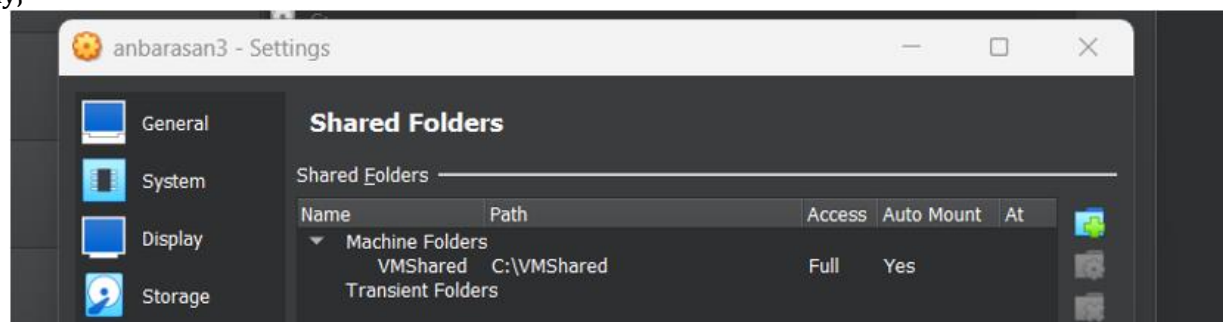 y,
anbarasan3 - Settings
General
Shared Folders
System
Shared Folders
Name Path Access Auto Mount At
Display
Machine Folders
VMShared C:\VMShared Full Yes
Storage
Transient Folders